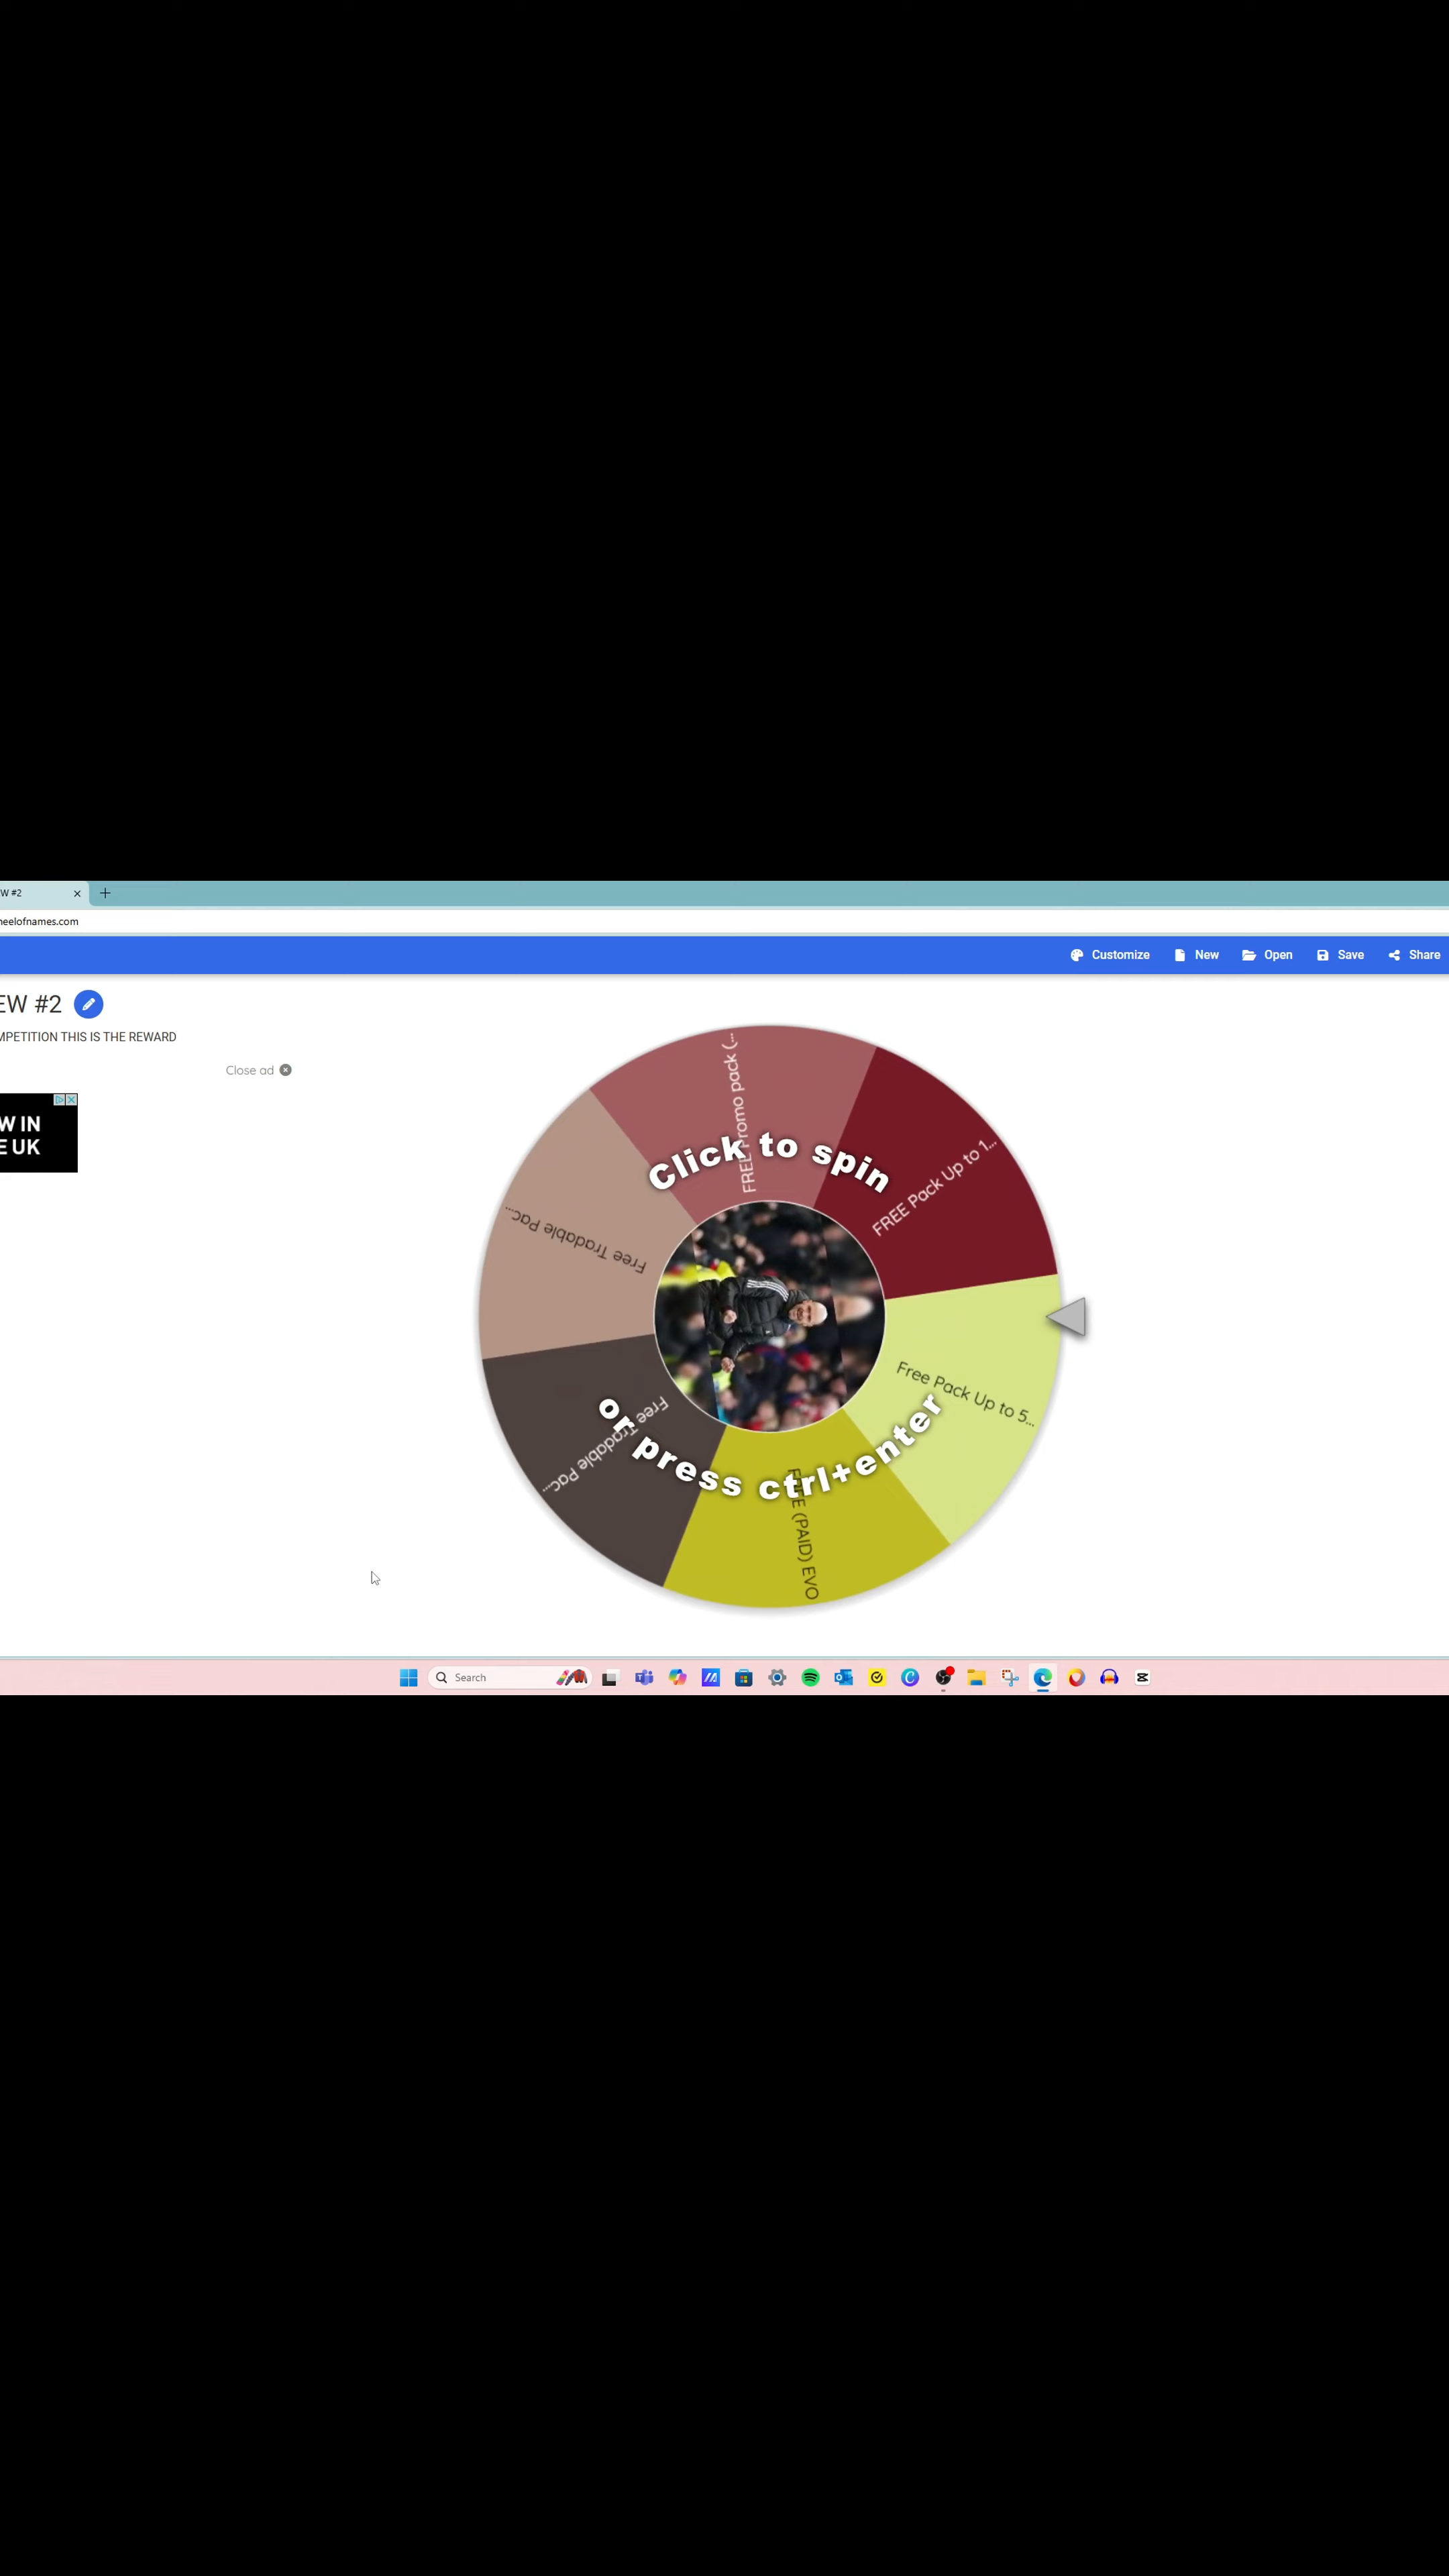 W #2
heelofnames.com
Customize
New
Open
Save
Share
EW #2
MPETITION THIS IS THE REWARD
Close ad
W IN
E UK
Click to spin
or press ctrl+enter
FREE Promo pack (...
FREE Pack Up to 1...
Free Pack Up to 5...
FREE (PAID) EVO
Free Tradable Pac...
Free Tradable Pac...
Search